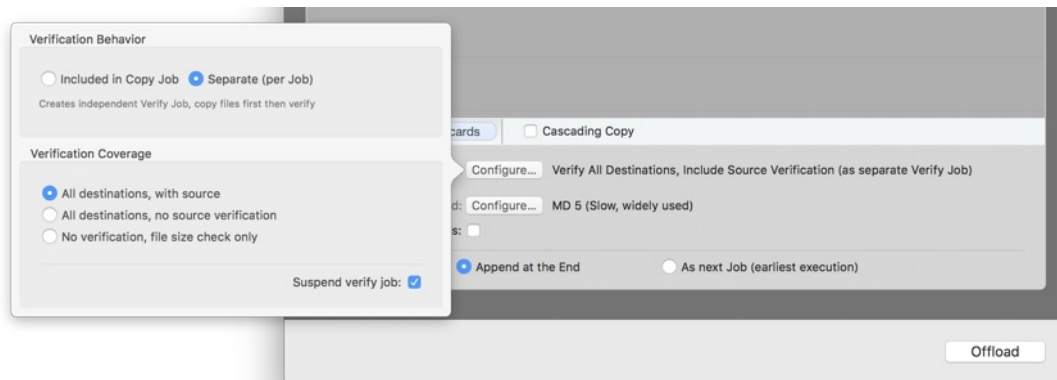 Verification Behavior
Included in Copy Job
Separate (per Job)
Creates independent Verify Job, copy files first then verify
Verification Coverage
All destinations, with source
All destinations, no source verification
No verification, file size check only
Suspend verify job:
cards
Cascading Copy
Configure...
Verify All Destinations, Include Source Verification (as separate Verify Job)
d:
Configure...
MD 5 (Slow, widely used)
s:
Append at the End
As next Job (earliest execution)
Offload